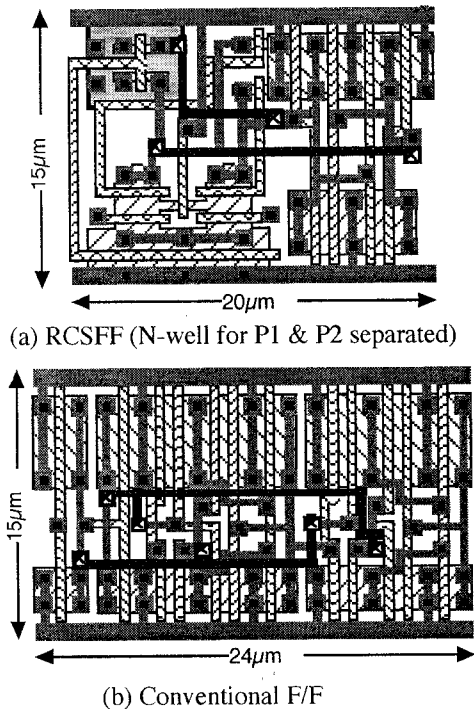 15μm
20μm
(a) RCSFF (N-well for P1 & P2 separated)
15μm
24μm
(b) Conventional F/F